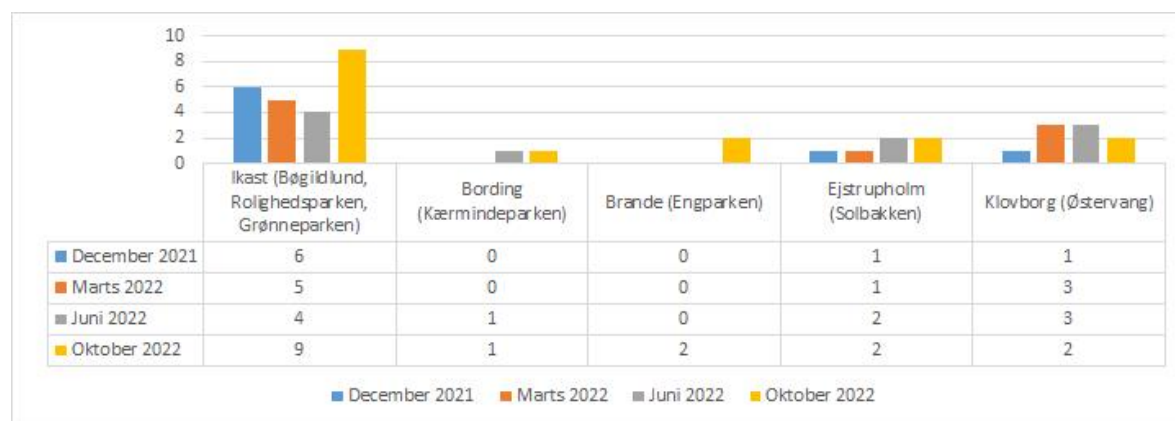 10
8
6
4
2
0
Ikast (Bøgildlund,
Rolighedsparken,
Grønneparken)
Bording
(Kærmindeparken)
Brande (Engparken)
Ejstrupholm
(Solbakken)
Klovborg (Østervang)
December 2021 6 0 0 1 1
Marts 2022 5 0 0 1 3
Juni 2022 4 1 0 2 3
Oktober 2022 9 1 2 2 2
December 2021 Marts 2022 Juni 2022 Oktober 2022